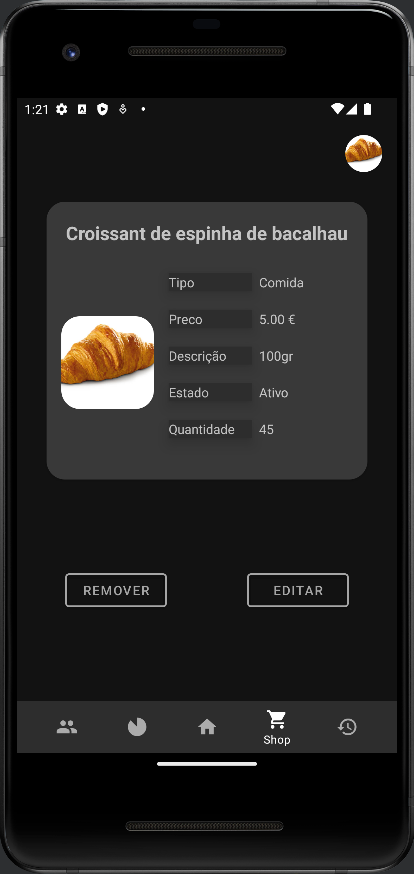 1:21
Croissant de espinha de bacalhau
Tipo Comida
Preco 5.00 €
Descrição 100gr
Estado Ativo
Quantidade 45
REMOVER EDITAR
Shop